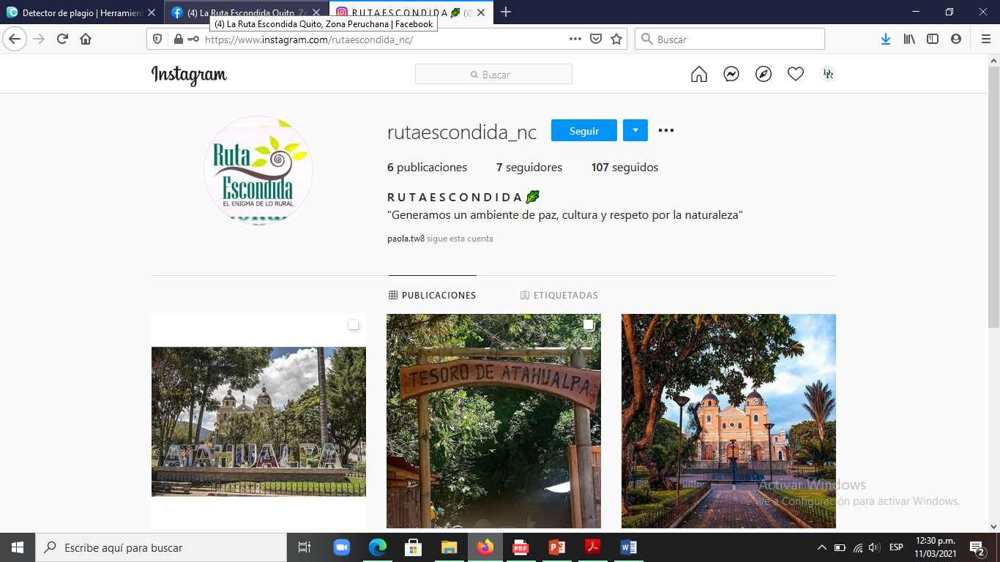 Detector de plagio | Herramien
(4) La Ruta Escondida Quito, Zo
R U T A E S C O N D I D A 🥬 (@
(4) La Ruta Escondida Quito, Zona Peruchana | Facebook
https://www.instagram.com/rutaescondida_nc/
Buscar
Instagram
Buscar
DR
rutaescondida_nc
Seguir
6 publicaciones 7 seguidores 107 seguidos
R U T A E S C O N D I D A 🥬
"Generamos un ambiente de paz, cultura y respeto por la naturaleza"
paola.tw8 sigue esta cuenta
Ruta
Escondida
EL ENIGMA DE LO RURAL
PUBLICACIONES
ETIQUETADAS
ATAHUALPA
TESORO DE ATAHUALPA
Activar Windows
Ve a Configuración para activar Windows.
Escribe aquí para buscar
PDF
ESP
12:30 p.m.
11/03/2021
2